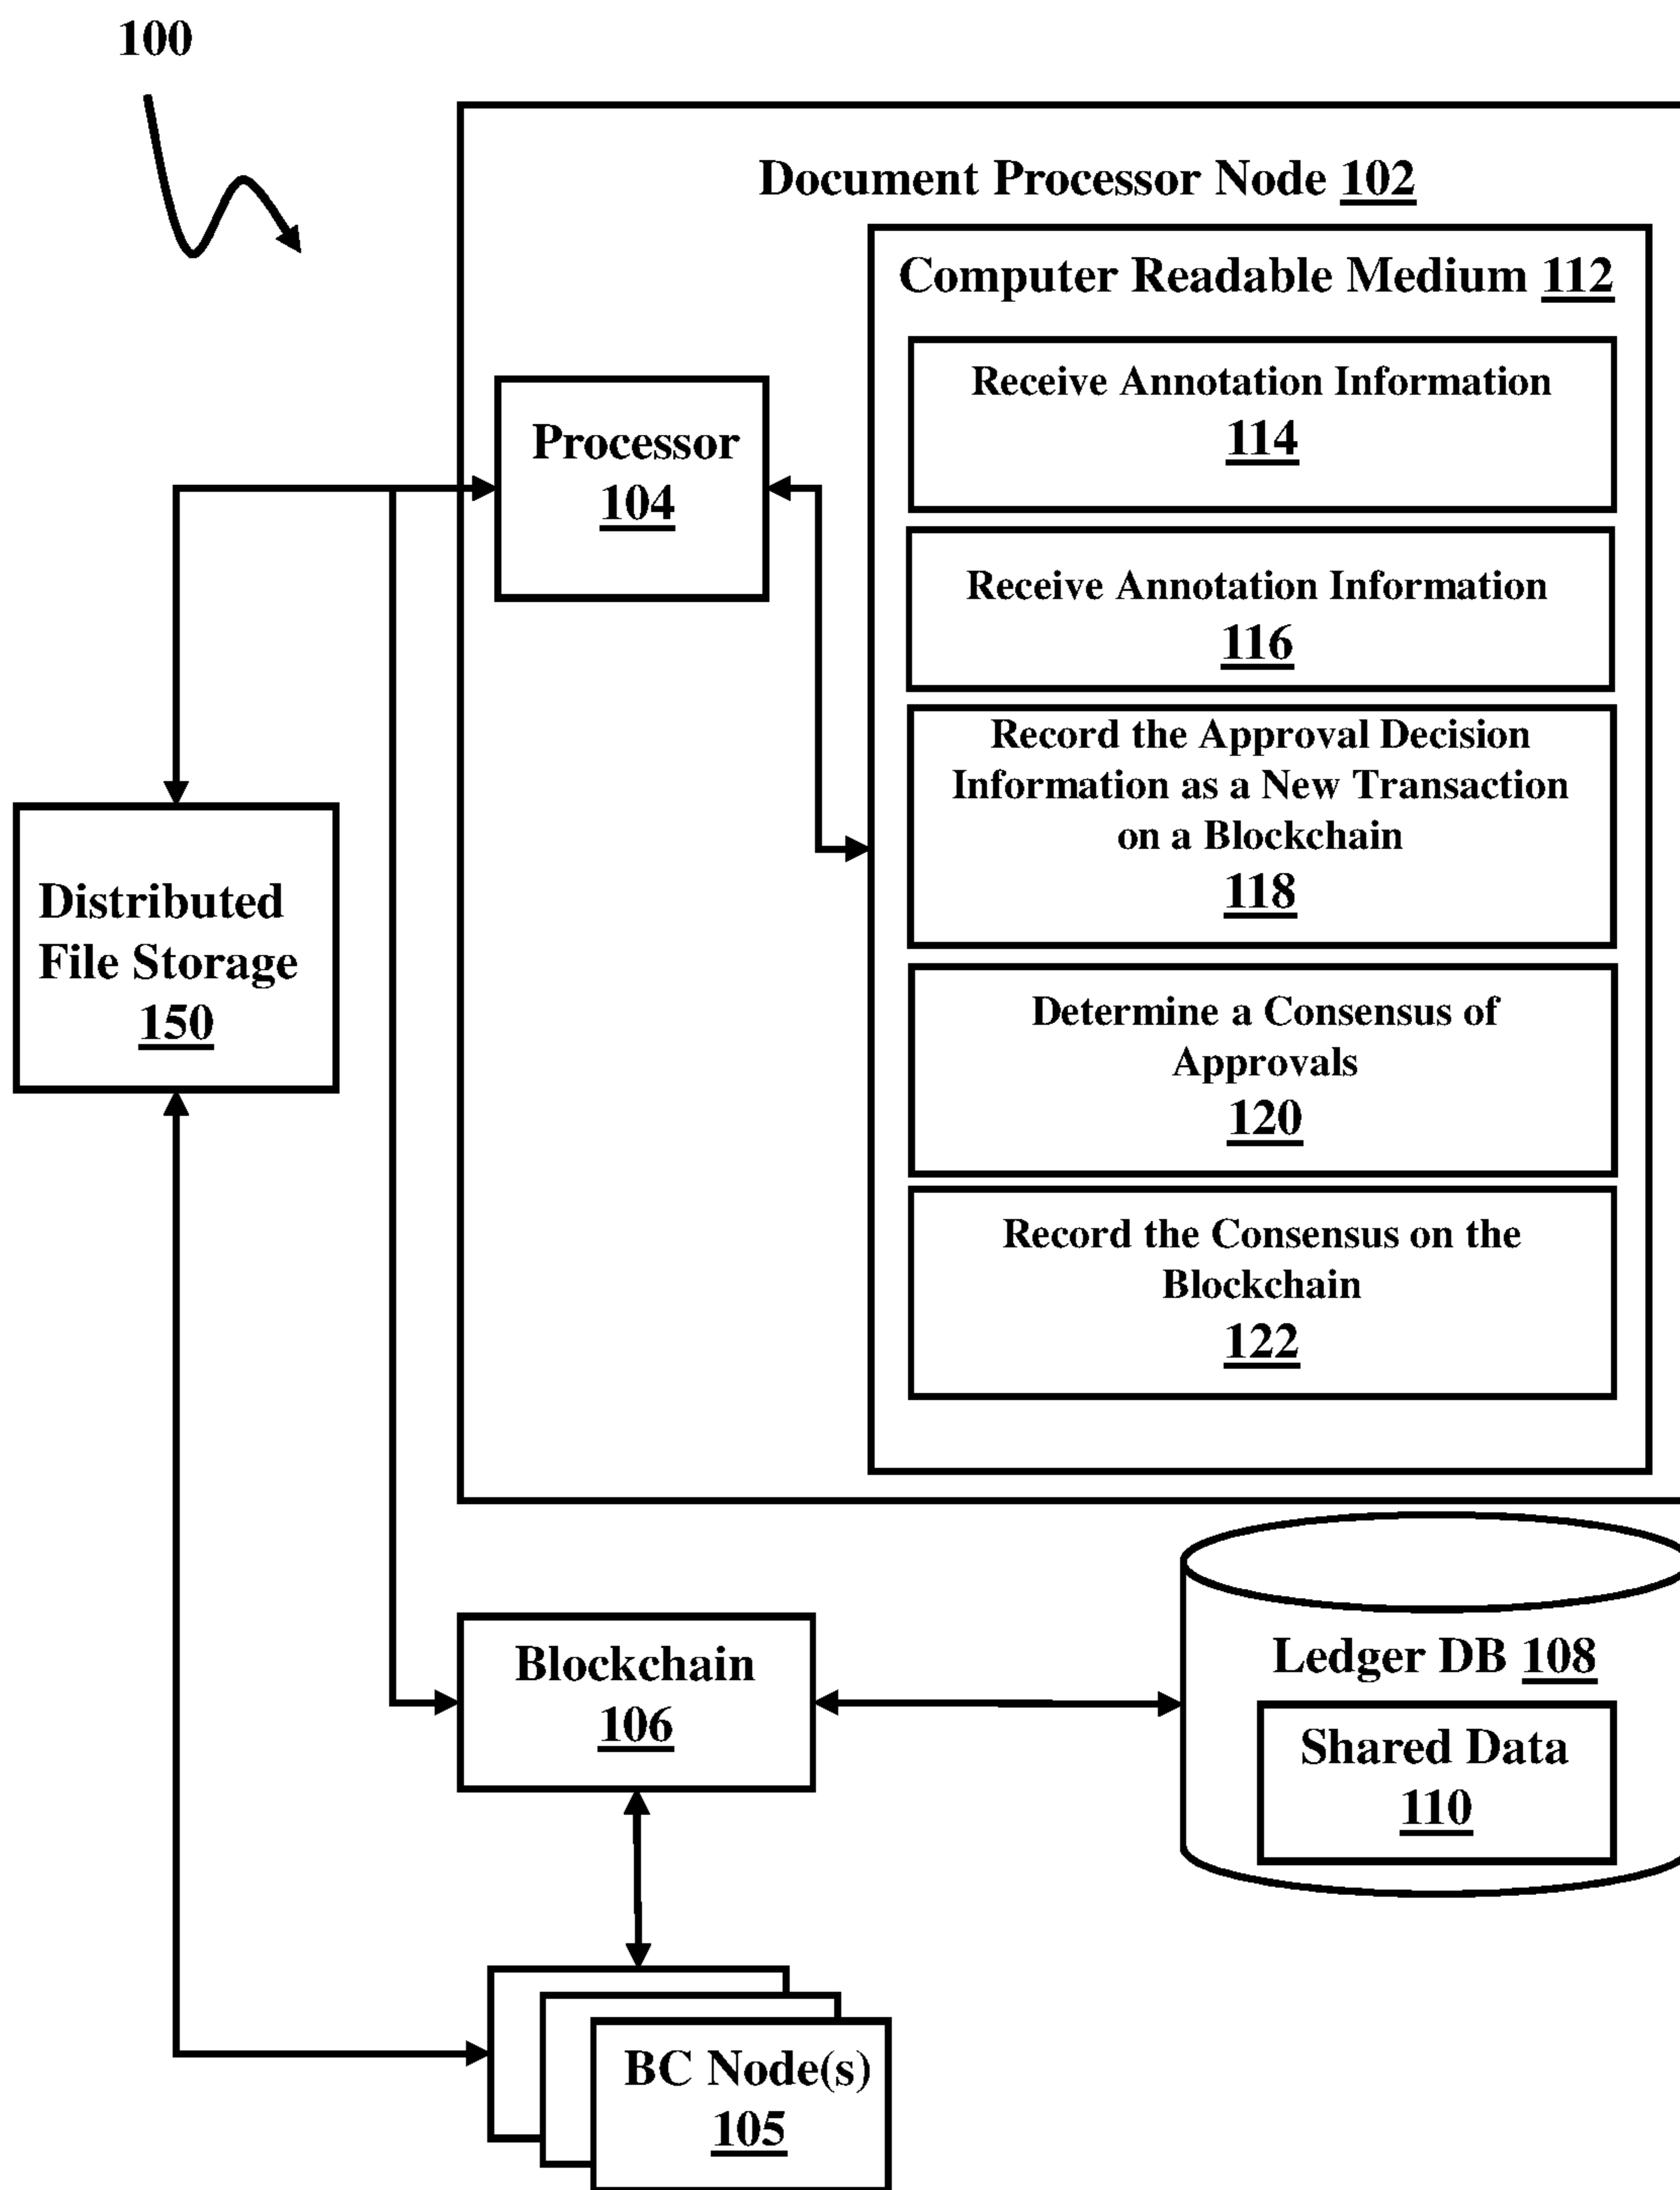 100
Document Processor Node 102
Computer Readable Medium 112
Receive Annotation Information
114
Receive Annotation Information
116
Record the Approval Decision
Information as a New Transaction
on a Blockchain
118
Determine a Consensus of
Approvals
120
Record the Consensus on the
Blockchain
122
Processor
104
Distributed
File Storage
150
Blockchain
106
Ledger DB 108
Shared Data
110
BC Node(s)
105